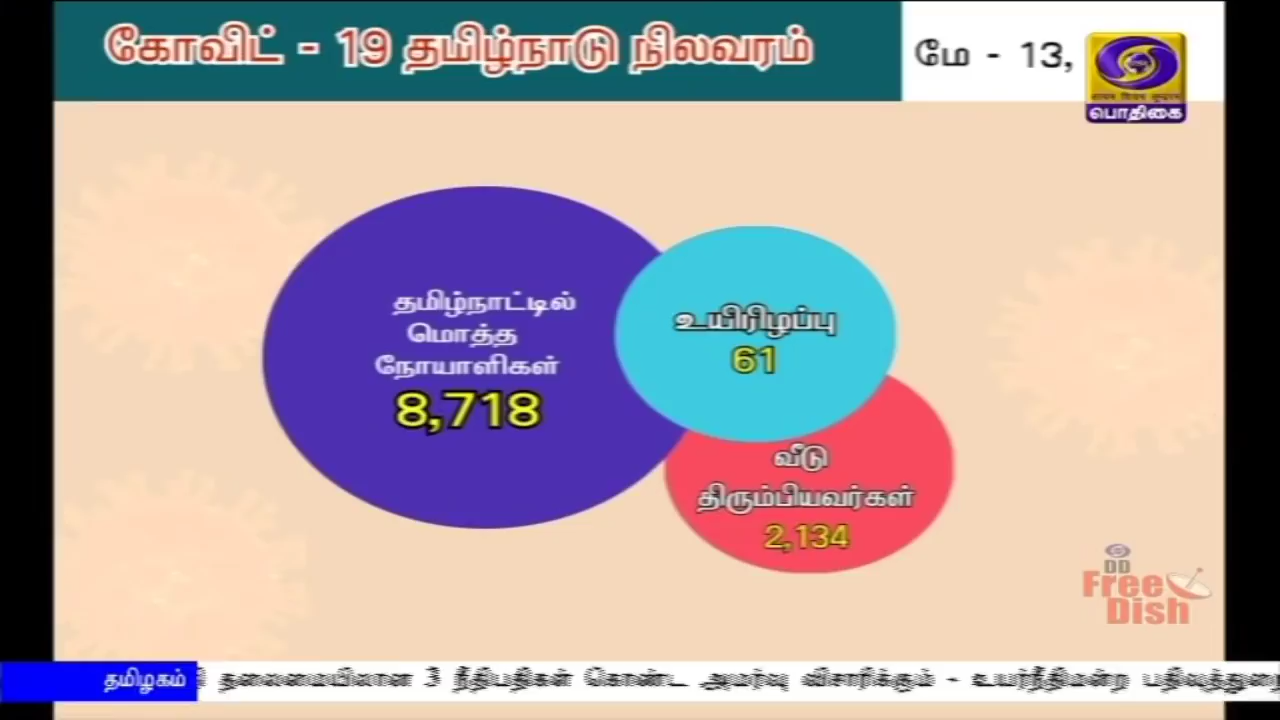 கோவிட் - 19 தமிழ்நாடு நிலவரம்
மே - 13,
பொதிகை
தமிழ்நாட்டில்
மொத்த
நோயாளிகள்
8,718
உயிரிழப்பு
61
வீடு
திரும்பியவர்கள்
2,134
DD
Free
Dish
தமிழகம்
தலைமையிலான 3 நீதிபதிகள் கொண்ட அமர்வு விசாரிக்கும் - உயர்நீதிமன்ற